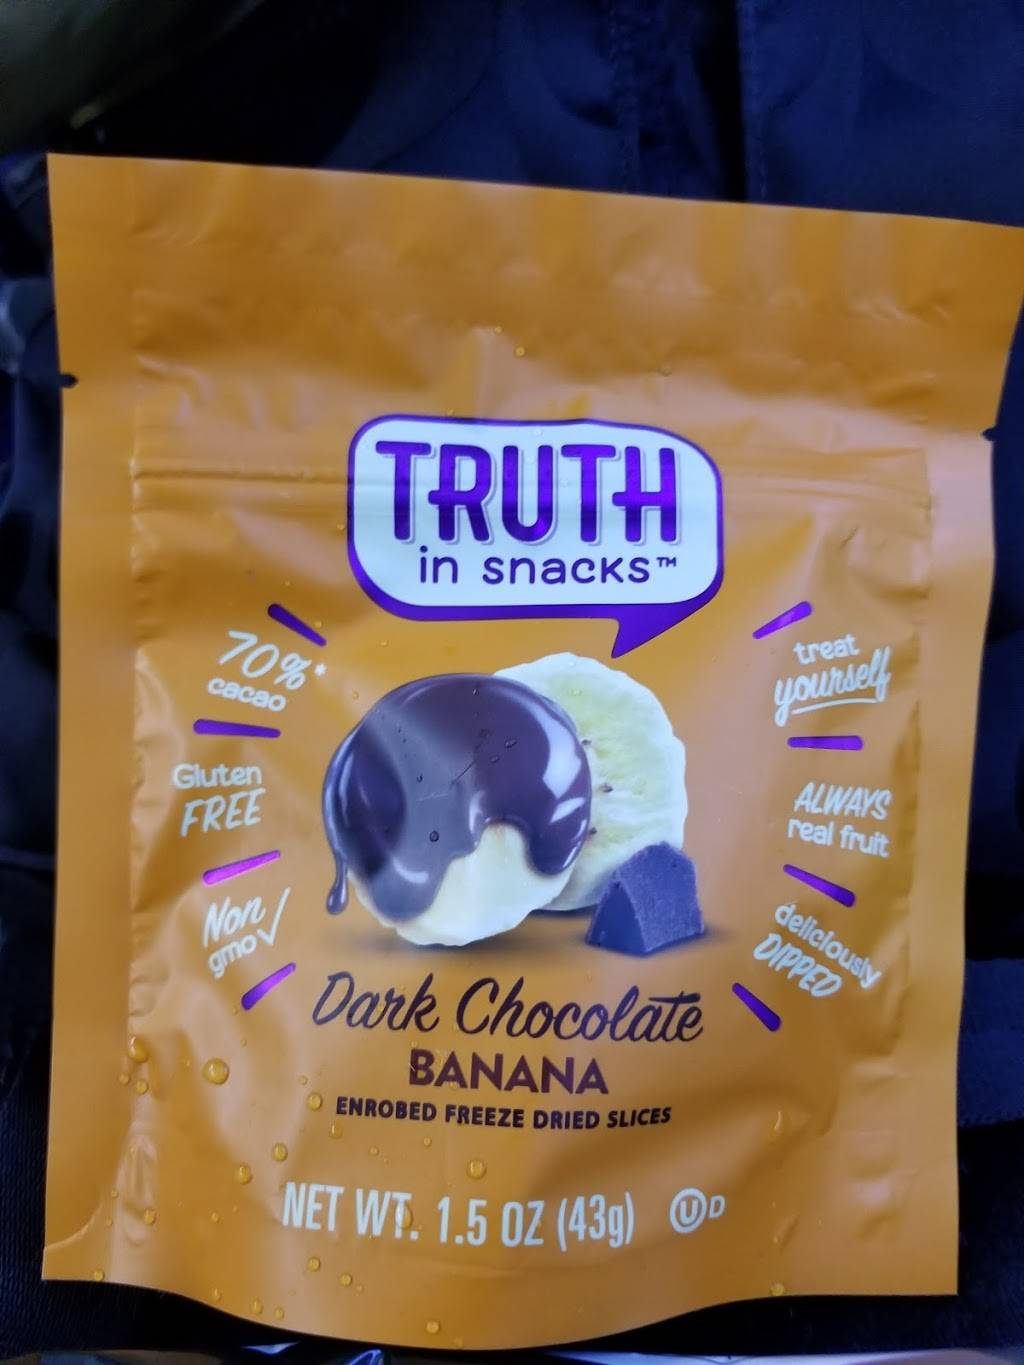 TRUTH
in snacks™
70%*
cacao
Gluten
FREE
Non
gmo
treat
yourself
ALWAYS
real fruit
deliciously
DIPPED
Dark Chocolate
BANANA
ENROBED FREEZE DRIED SLICES
NET WT. 1.5 OZ (43g) U D